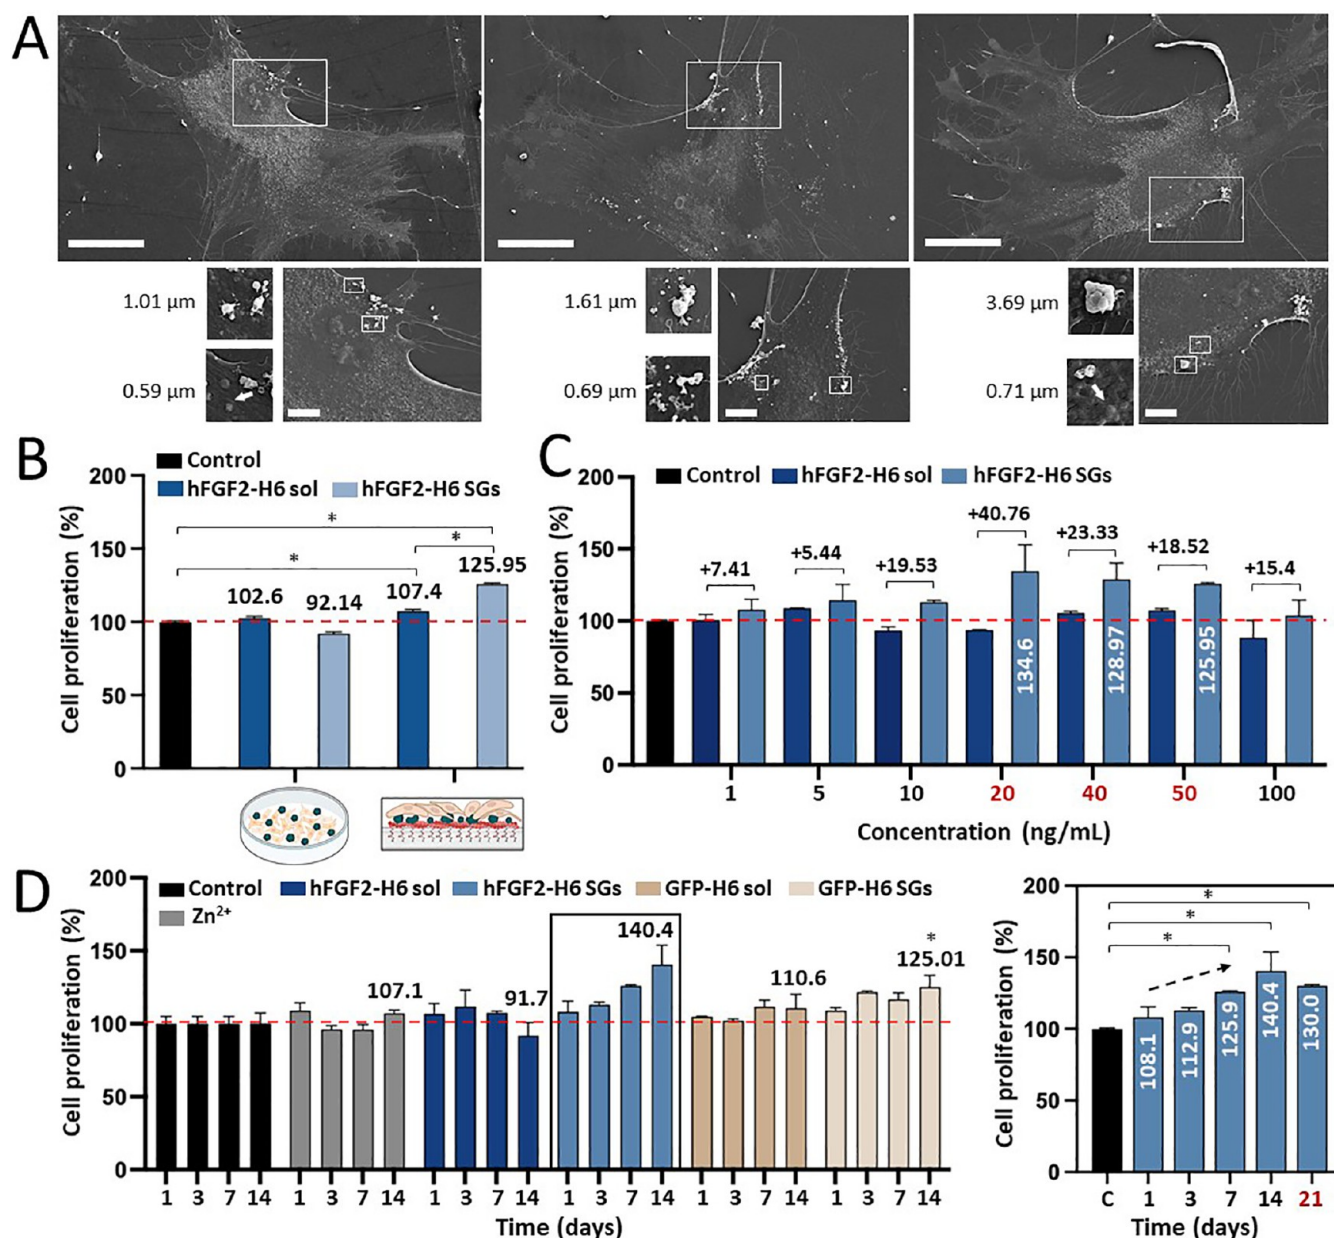 A
1.01 µm
0.59 µm
1.61 µm
0.69 µm
3.69 µm
0.71 µm
B
Control
hFGF2-H6 sol
hFGF2-H6 SGs
Cell proliferation (%)
200
150
100
50
0
102.6
92.14
107.4
125.95
*
*
*
C
Control
hFGF2-H6 sol
hFGF2-H6 SGs
Cell proliferation (%)
200
150
100
50
0
+7.41
+5.44
+19.53
+40.76
+23.33
+18.52
+15.4
134.6
128.97
125.95
1 5 10 20 40 50 100
Concentration (ng/mL)
D
Control
hFGF2-H6 sol
hFGF2-H6 SGs
GFP-H6 sol
GFP-H6 SGs
Zn²⁺
Cell proliferation (%)
200
150
100
50
0
107.1
91.7
140.4
110.6
*
125.01
1 3 7 14 1 3 7 14 1 3 7 14 1 3 7 14 1 3 7 14 1 3 7 14
Time (days)
Cell proliferation (%)
200
150
100
50
0
*
*
*
108.1
112.9
125.9
140.4
130.0
C 1 3 7 14 21
Time (days)